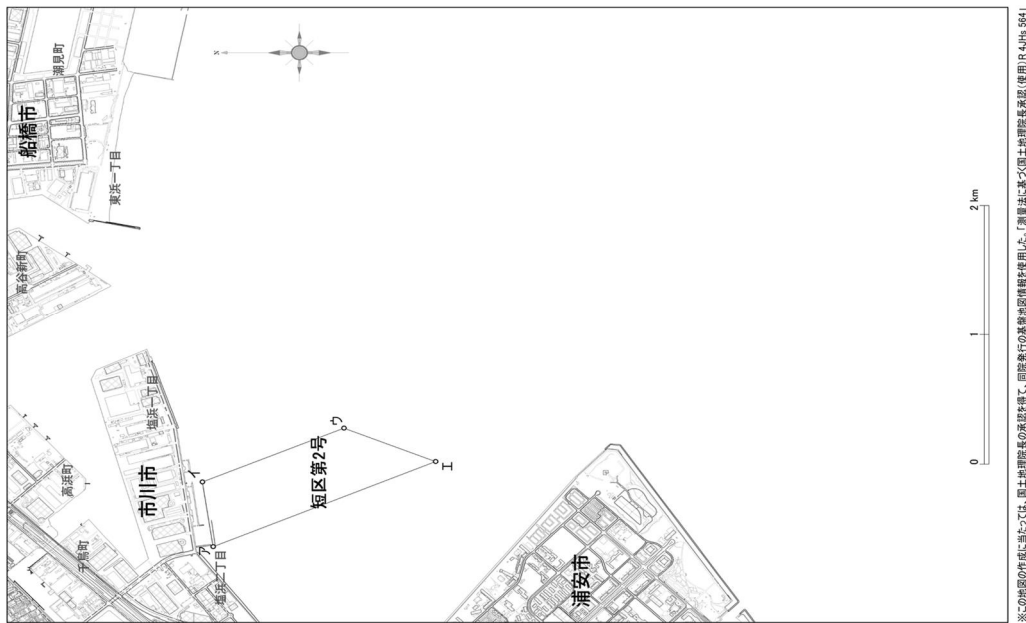 船橋市
潮見町
東浜一丁目
高谷新町
N
塩浜一丁目
市川市
高浜町
千鳥町
塩浜一丁目
ア
イ
ウ
エ
短区第2号
浦安市
0 1 2 km
※この地図の作成に当たっては、国土地理院長の承認を得て、同院発行の基盤地図情報を使用した。「測量法に基づく国土地理院長承認(使用)R 4JHs 564」